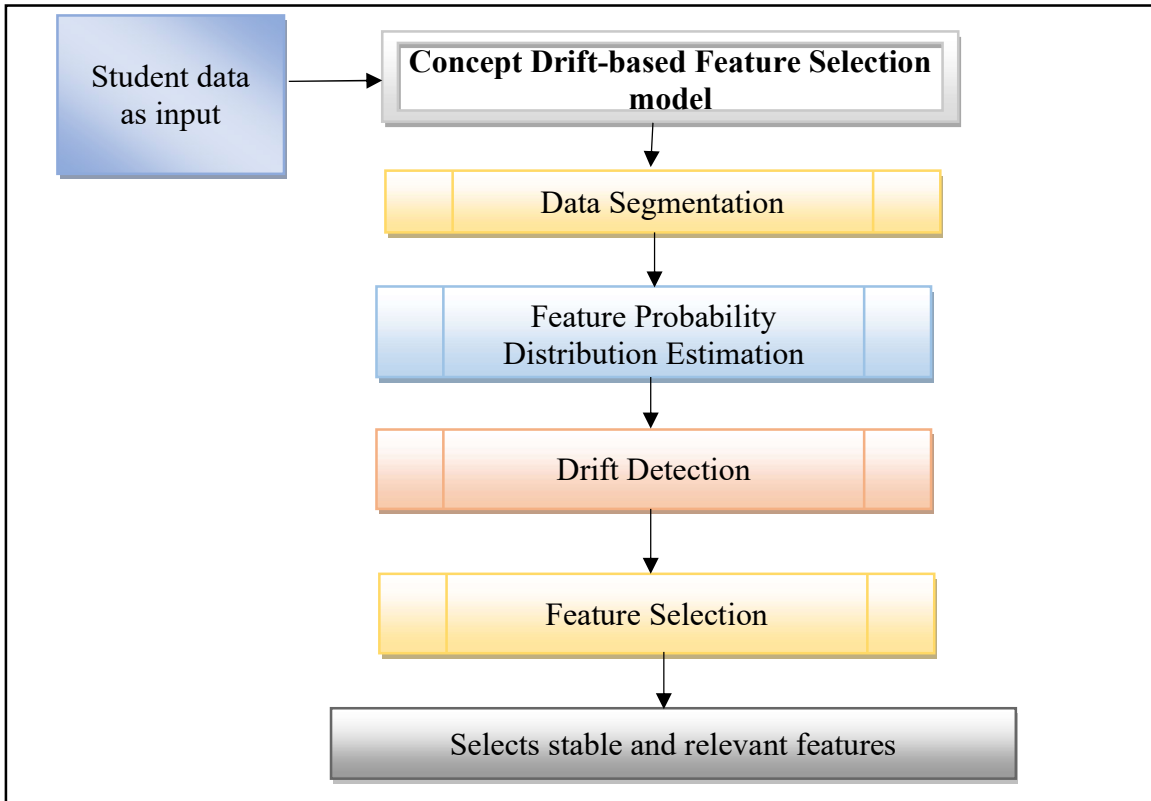 Student data
as input
Concept Drift-based Feature Selection
model
Data Segmentation
Feature Probability
Distribution Estimation
Drift Detection
Feature Selection
Selects stable and relevant features